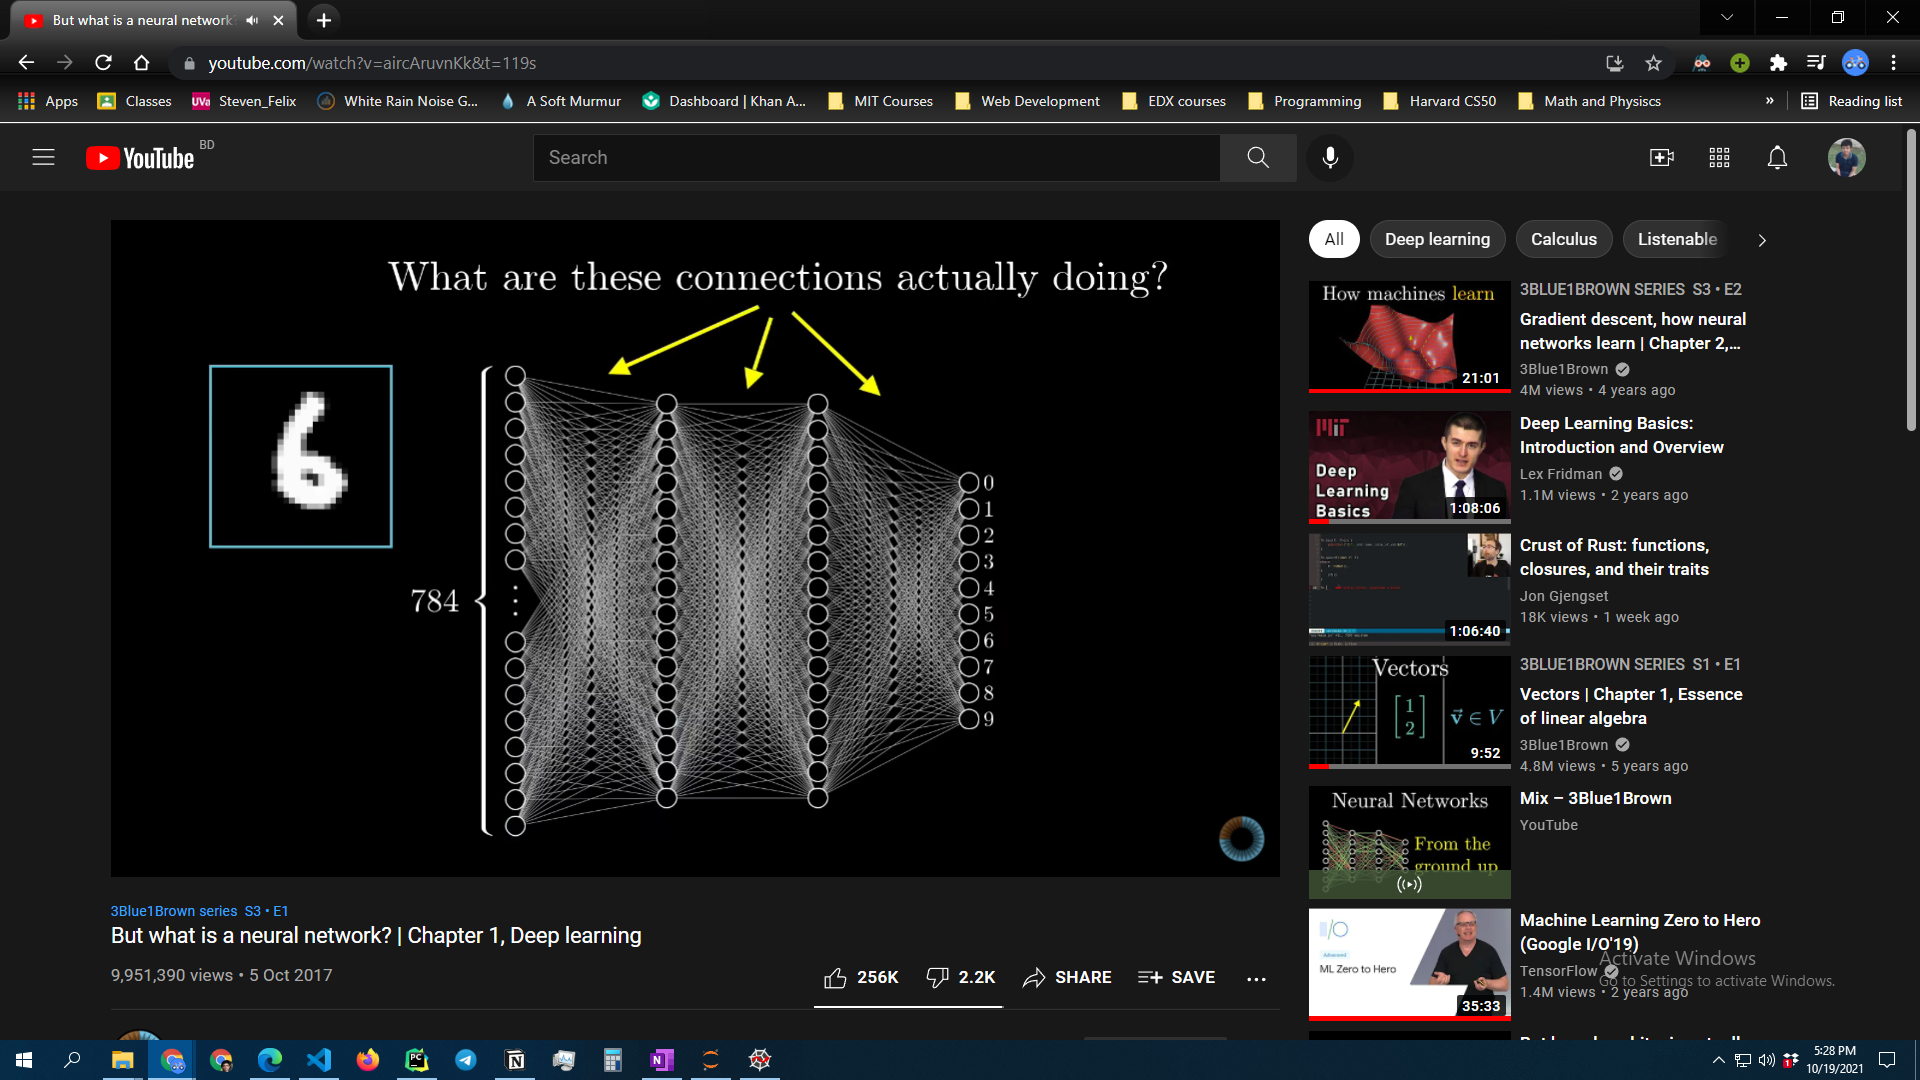 But what is a neural network
youtube.com/watch?v=aircAruvnKk&t=119s
Apps
Classes
UVa
Steven_Felix
White Rain Noise G...
A Soft Murmur
Dashboard | Khan A...
MIT Courses
Web Development
EDX courses
Programming
Harvard CS50
Math and Physiscs
»
Reading list
YouTube BD
Search
What are these connections actually doing?
784
0
1
2
3
4
5
6
7
8
9
3Blue1Brown series S3 • E1
But what is a neural network? | Chapter 1, Deep learning
9,951,390 views • 5 Oct 2017
256K
2.2K
SHARE
SAVE
All
Deep learning
Calculus
Listenable
How machines learn
21:01
3BLUE1BROWN SERIES S3 • E2
Gradient descent, how neural
networks learn | Chapter 2,...
3Blue1Brown
4M views • 4 years ago
MIT
Deep
Learning
Basics
1:08:06
Deep Learning Basics:
Introduction and Overview
Lex Fridman
1.1M views • 2 years ago
1:06:40
Crust of Rust: functions,
closures, and their traits
Jon Gjengset
18K views • 1 week ago
Vectors
1
2
v ∈ V
9:52
3BLUE1BROWN SERIES S1 • E1
Vectors | Chapter 1, Essence
of linear algebra
3Blue1Brown
4.8M views • 5 years ago
Neural Networks
From the
ground up
Mix – 3Blue1Brown
YouTube
I/O
Advanced
ML Zero to Hero
35:33
Machine Learning Zero to Hero
(Google I/O'19)
TensorFlow
1.4M views • 2 years ago
Activate Windows
Go to Settings to activate Windows.
5:28 PM
10/19/2021